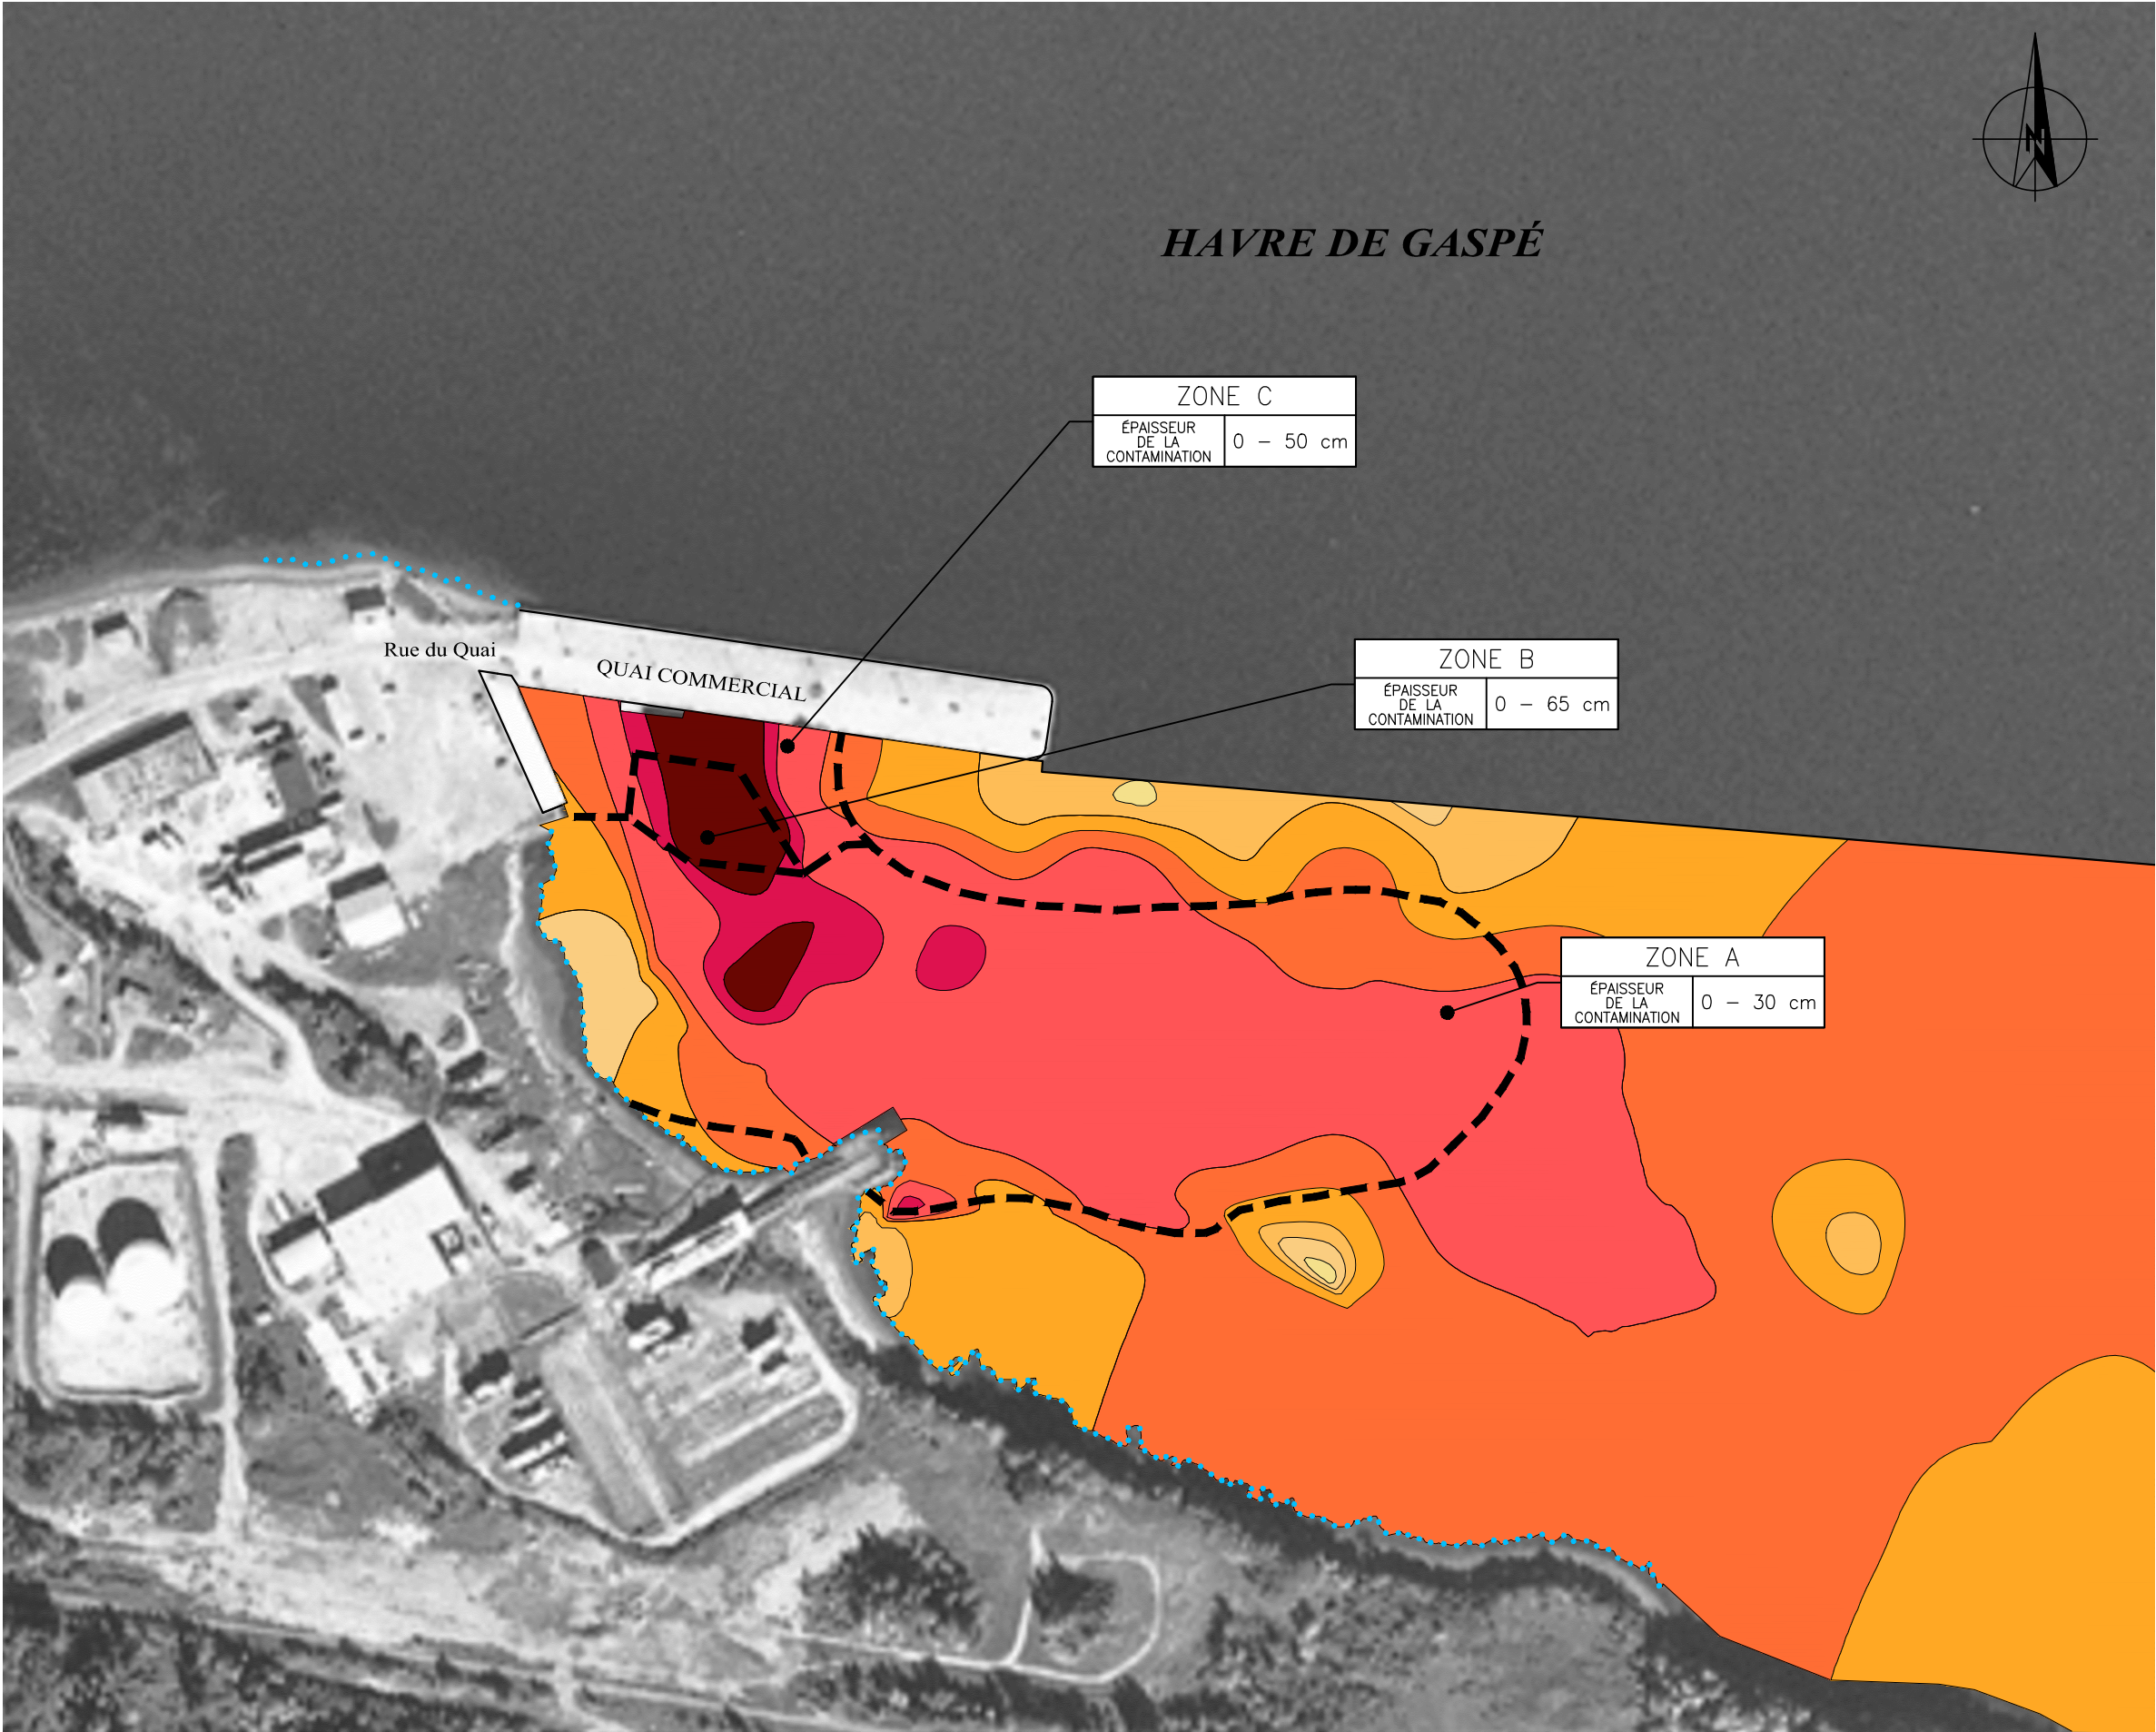 N
HAVRE DE GASPÉ
ZONE C
ÉPAISSEUR
DE LA
CONTAMINATION
0 – 50 cm
Rue du Quai
QUAI COMMERCIAL
ZONE B
ÉPAISSEUR
DE LA
CONTAMINATION
0 – 65 cm
ZONE A
ÉPAISSEUR
DE LA
CONTAMINATION
0 – 30 cm